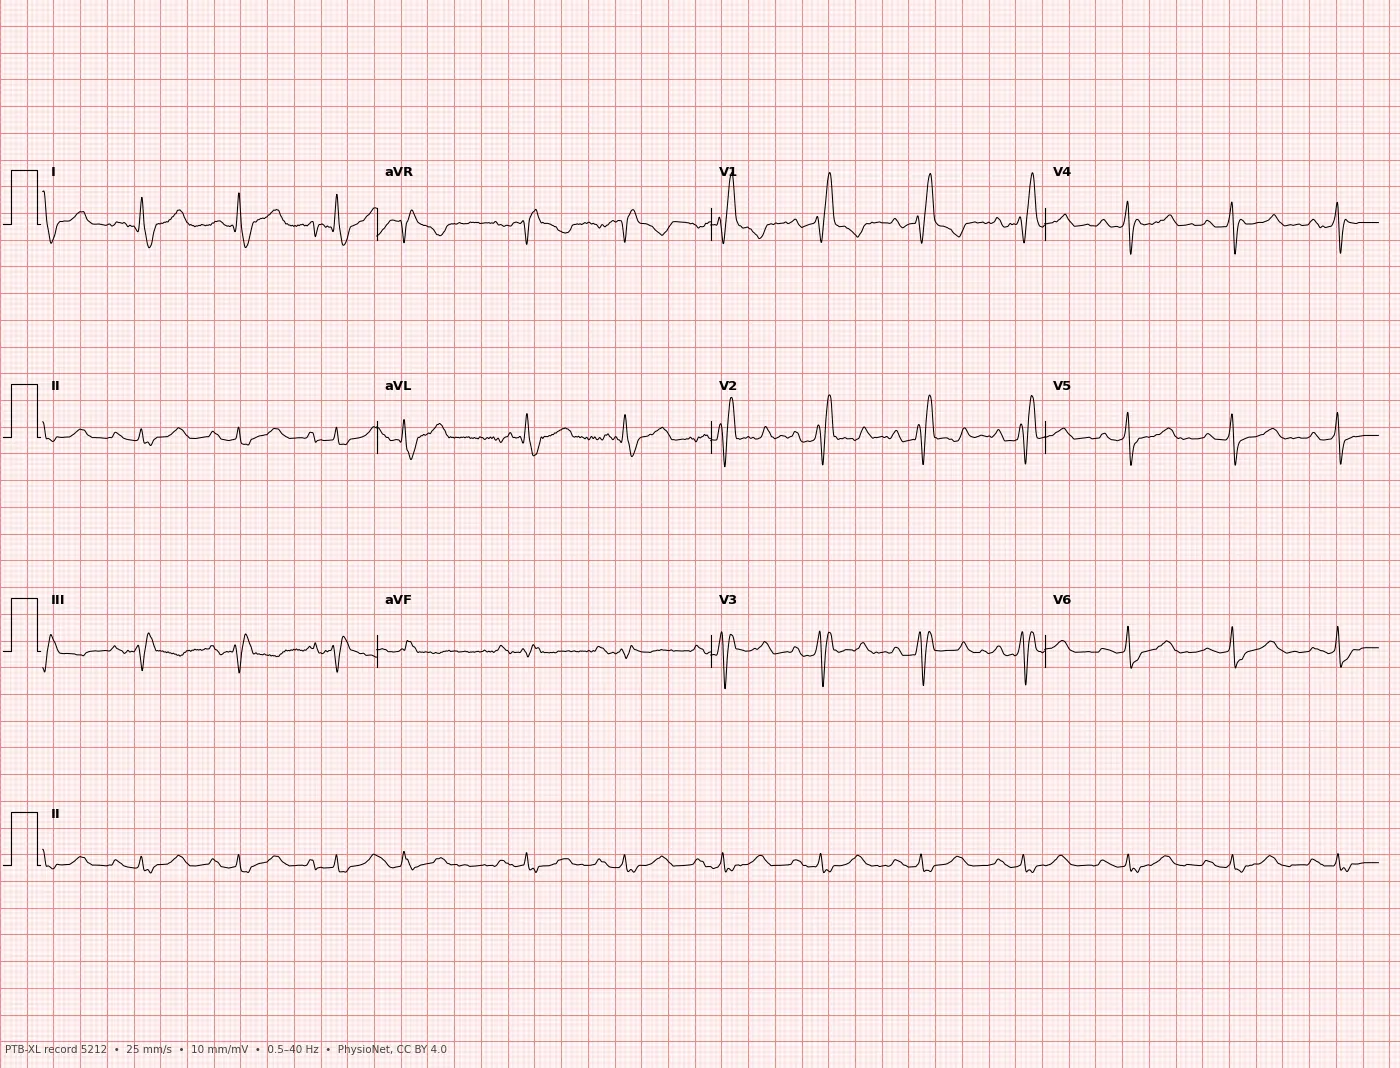 I aVR V1 V4
II aVL V2 V5
III aVF V3 V6
II
PTB-XL record 5212 • 25 mm/s • 10 mm/mV • 0.5–40 Hz • PhysioNet, CC BY 4.0